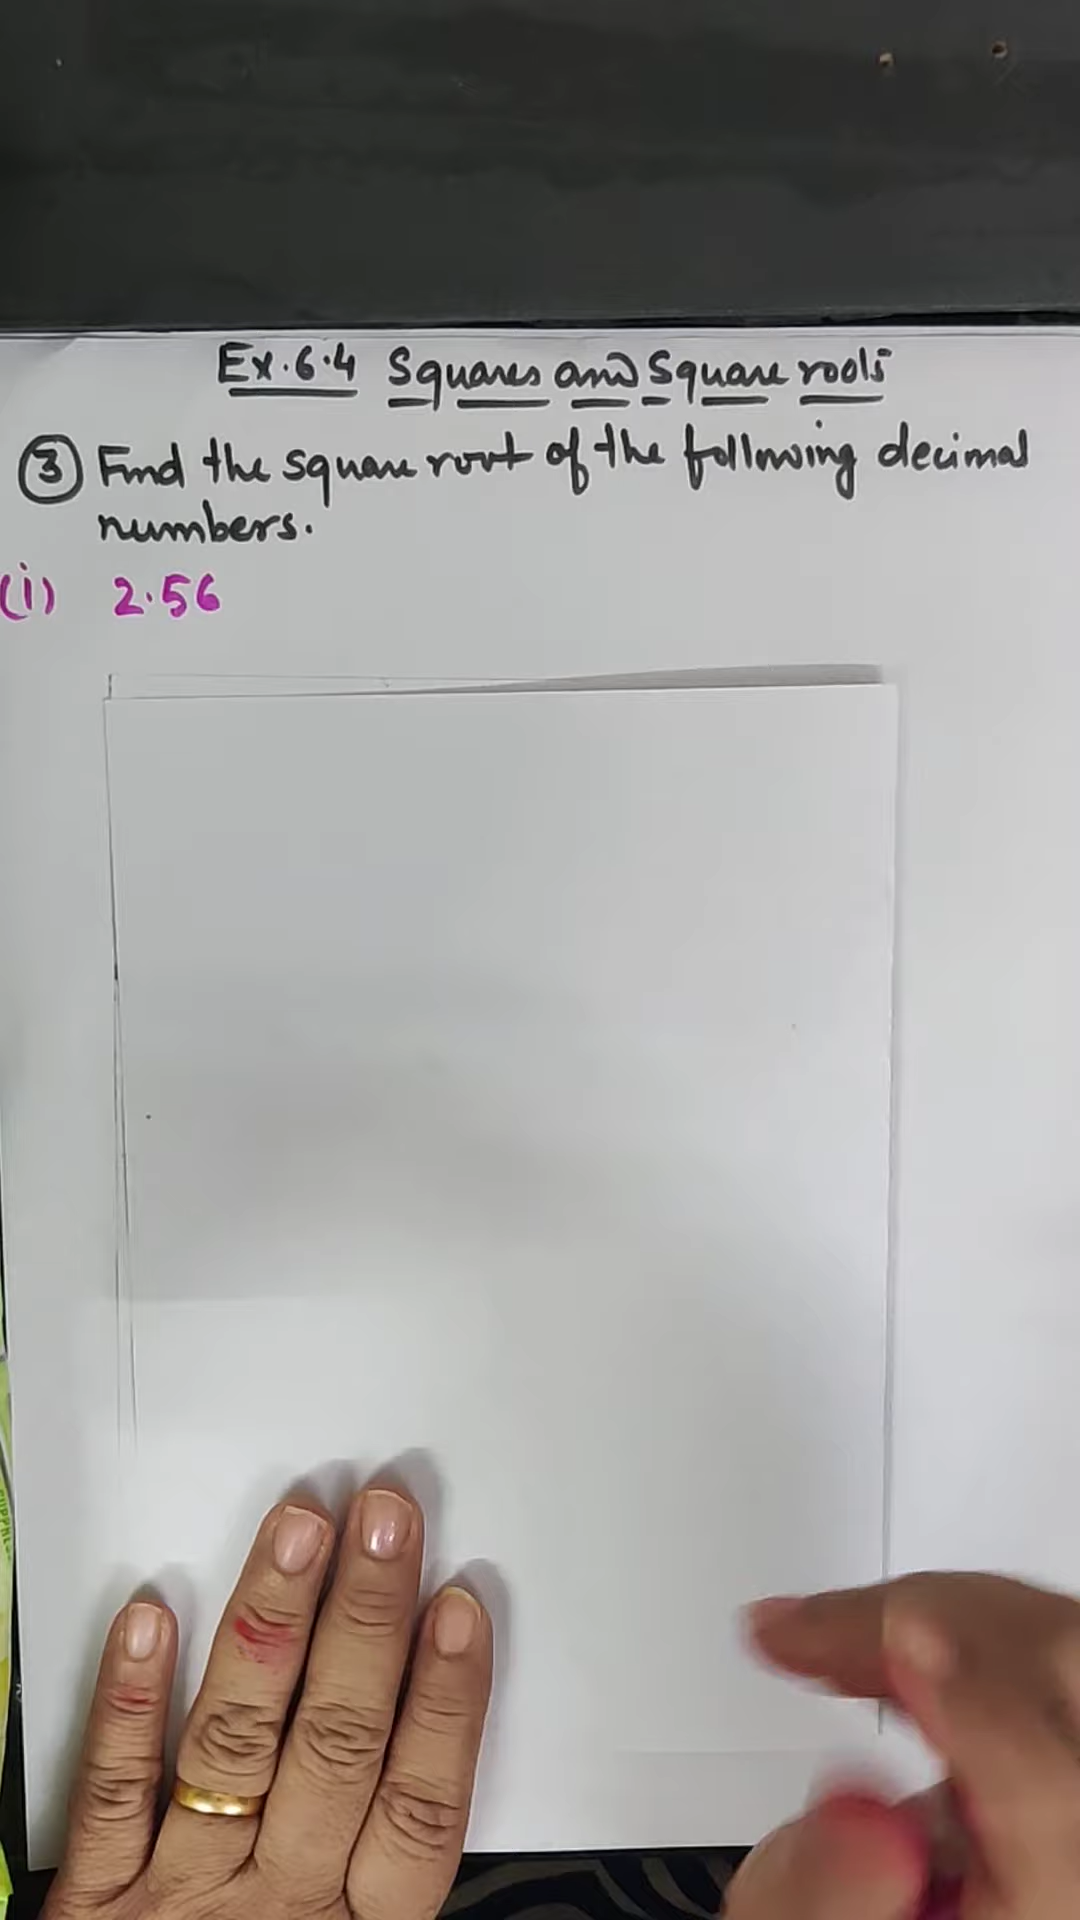 Ex.6.4 Squares and Square roots
③ Find the square root of the following decimal
numbers.
(i) 2.56